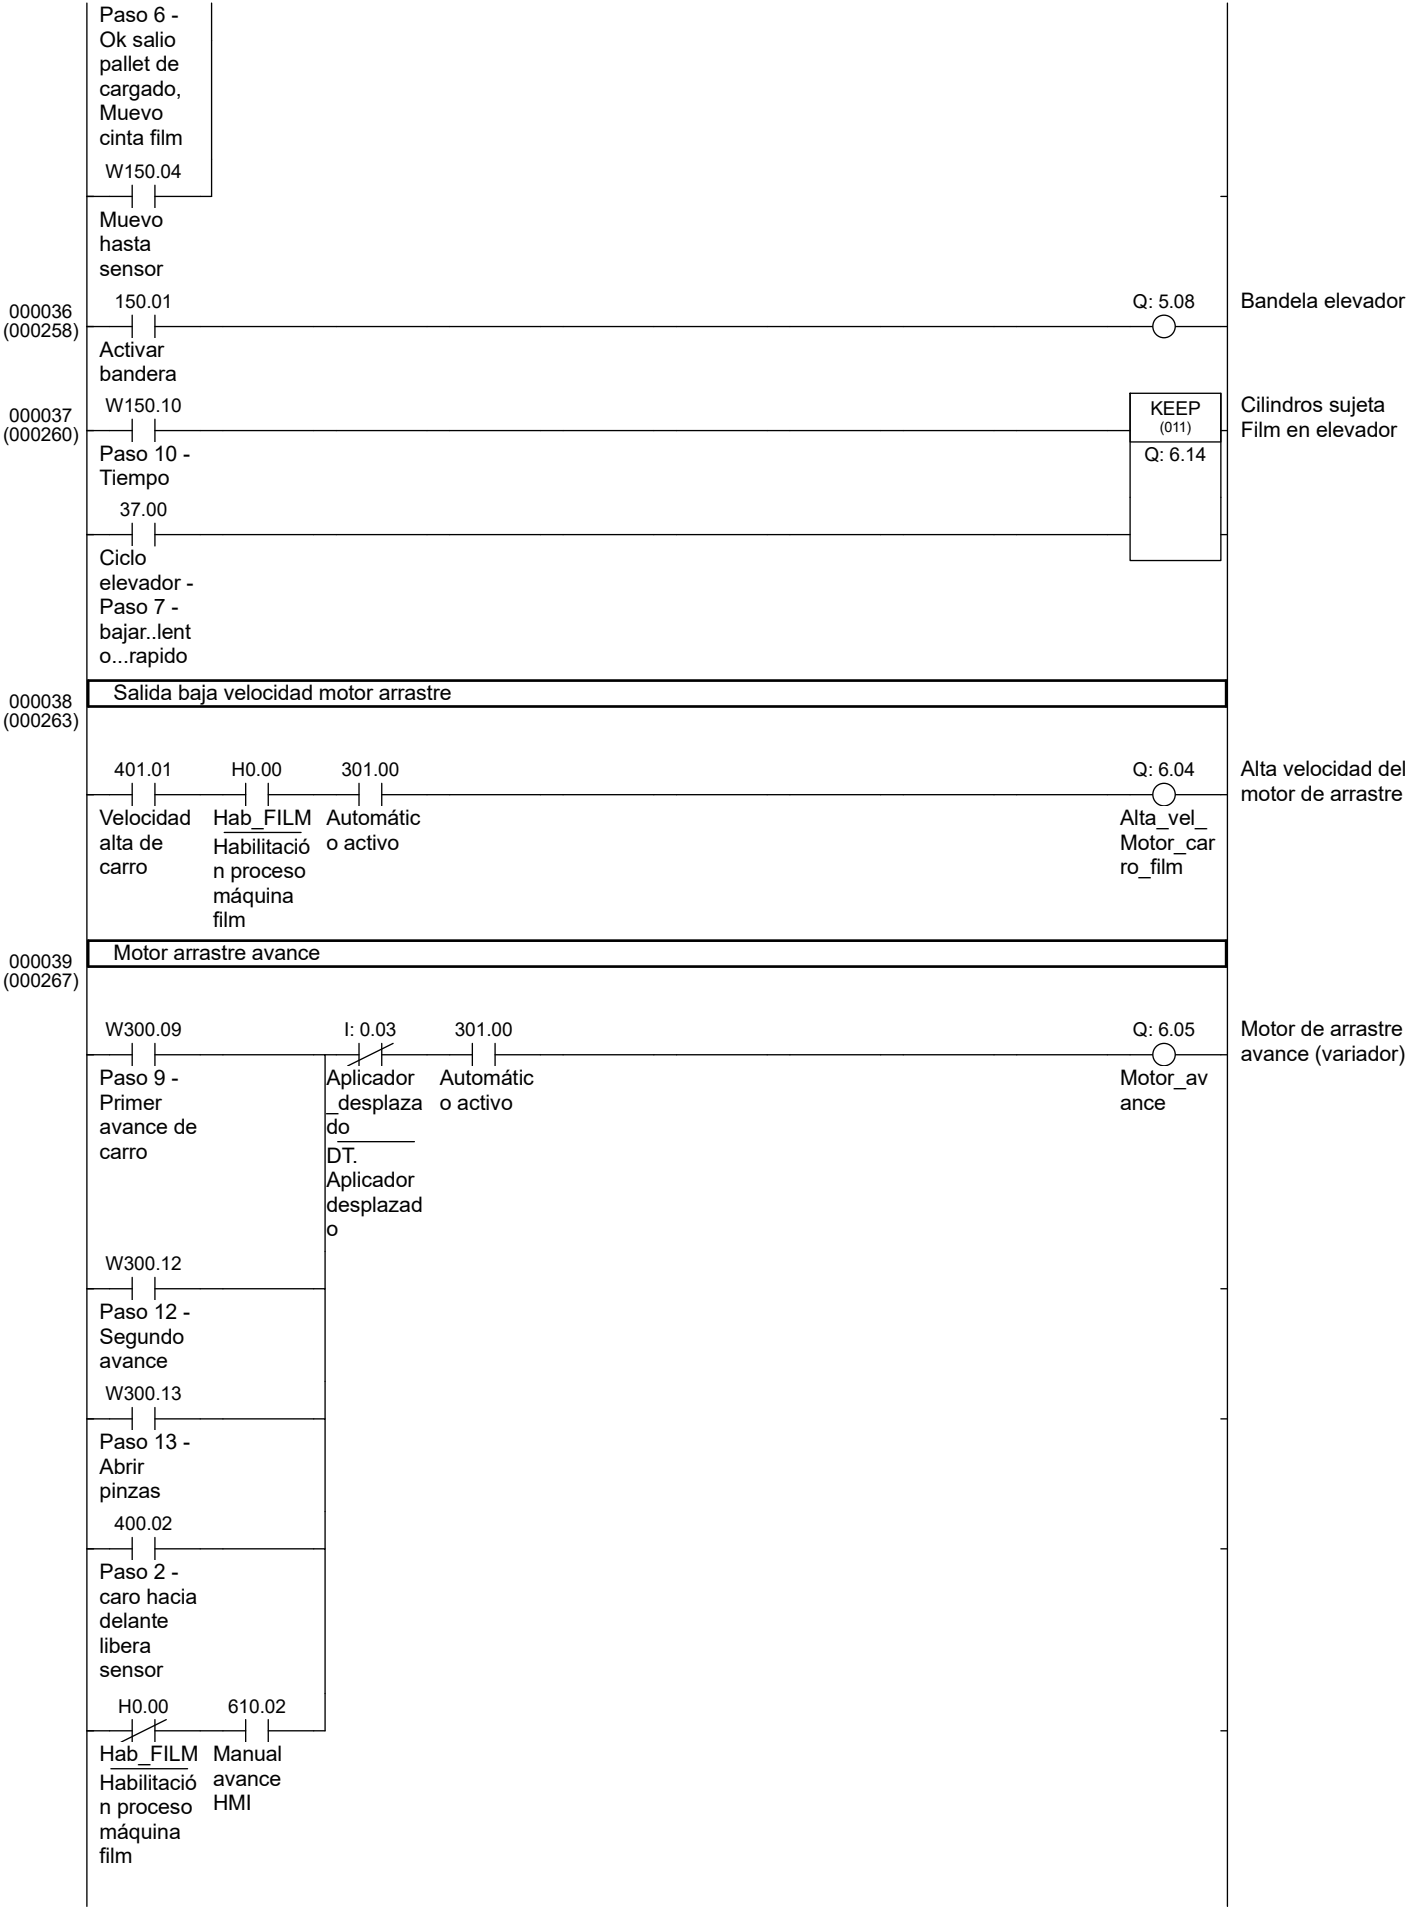 Paso 6 -
Ok salio
pallet de
cargado,
Muevo
cinta film
W150.04
Muevo
hasta
sensor
000036
(000258)
150.01
Activar
bandera
Q: 5.08
Bandela elevador
000037
(000260)
W150.10
Paso 10 -
Tiempo
KEEP
(011)
Q: 6.14
Cilindros sujeta
Film en elevador
37.00
Ciclo
elevador -
Paso 7 -
bajar..lent
o...rapido
000038
(000263)
Salida baja velocidad motor arrastre
401.01
Velocidad
alta de
carro
H0.00
Hab_FILM
Habilitació
n proceso
máquina
film
301.00
Automátic
o activo
Q: 6.04
Alta_vel_
Motor_car
ro_film
Alta velocidad del
motor de arrastre
000039
(000267)
Motor arrastre avance
W300.09
Paso 9 -
Primer
avance de
carro
I: 0.03
Aplicador
_desplaza
do
DT.
Aplicador
desplazad
o
301.00
Automátic
o activo
Q: 6.05
Motor_av
ance
Motor de arrastre
avance (variador)
W300.12
Paso 12 -
Segundo
avance
W300.13
Paso 13 -
Abrir
pinzas
400.02
Paso 2 -
caro hacia
delante
libera
sensor
H0.00
Hab_FILM
Habilitació
n proceso
máquina
film
610.02
Manual
avance
HMI